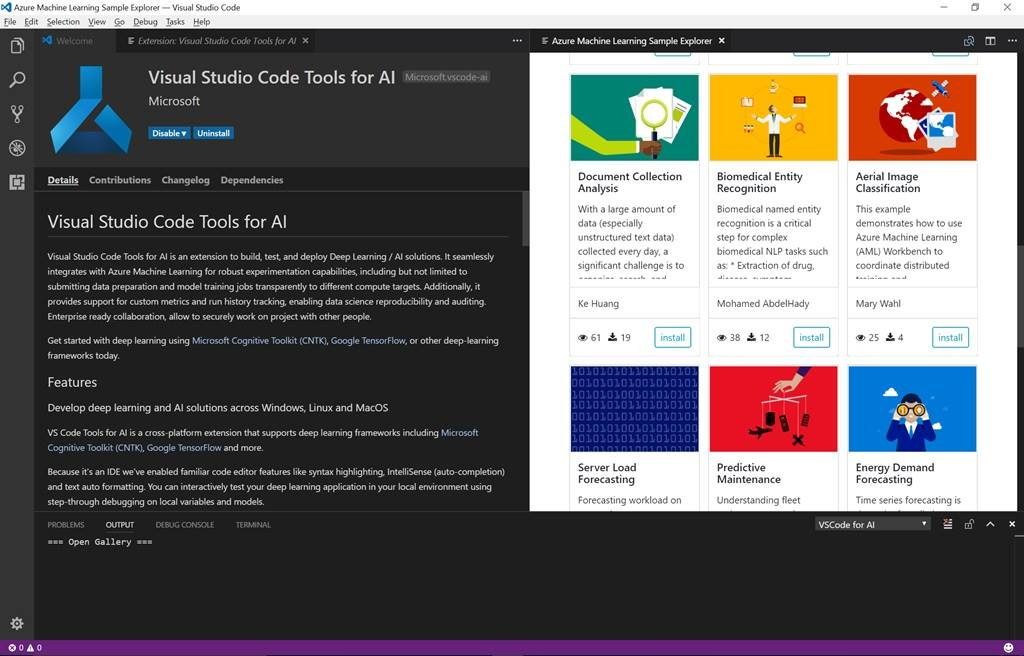 Azure Machine Learning Sample Explorer — Visual Studio Code
File Edit Selection View Go Debug Tasks Help
Welcome
Extension: Visual Studio Code Tools for AI
Visual Studio Code Tools for AI Microsoft.vscode-ai
Microsoft
Disable Uninstall
Details Contributions Changelog Dependencies
Visual Studio Code Tools for AI
Visual Studio Code Tools for AI is an extension to build, test, and deploy Deep Learning / AI solutions. It seamlessly
integrates with Azure Machine Learning for robust experimentation capabilities, including but not limited to
submitting data preparation and model training jobs transparently to different compute targets. Additionally, it
provides support for custom metrics and run history tracking, enabling data science reproducibility and auditing.
Enterprise ready collaboration, allow to securely work on project with other people.
Get started with deep learning using Microsoft Cognitive Toolkit (CNTK), Google TensorFlow, or other deep-learning
frameworks today.
Features
Develop deep learning and AI solutions across Windows, Linux and MacOS
VS Code Tools for AI is a cross-platform extension that supports deep learning frameworks including Microsoft
Cognitive Toolkit (CNTK), Google TensorFlow and more.
Because it's an IDE we've enabled familiar code editor features like syntax highlighting, IntelliSense (auto-completion)
and text auto formatting. You can interactively test your deep learning application in your local environment using
step-through debugging on local variables and models.
Azure Machine Learning Sample Explorer
Document Collection
Analysis
With a large amount of
data (especially
unstructured text data)
collected every day, a
significant challenge is to
Ke Huang
61 19 install
Biomedical Entity
Recognition
Biomedical named entity
recognition is a critical
step for complex
biomedical NLP tasks such
as: * Extraction of drug,
Mohamed AbdelHady
38 12 install
Aerial Image
Classification
This example
demonstrates how to use
Azure Machine Learning
(AML) Workbench to
coordinate distributed
Mary Wahl
25 4 install
Server Load
Forecasting
Forecasting workload on
Predictive
Maintenance
Understanding fleet
Energy Demand
Forecasting
Time series forecasting is
PROBLEMS OUTPUT DEBUG CONSOLE TERMINAL
VSCode for AI
=== Open Gallery ===
0 0